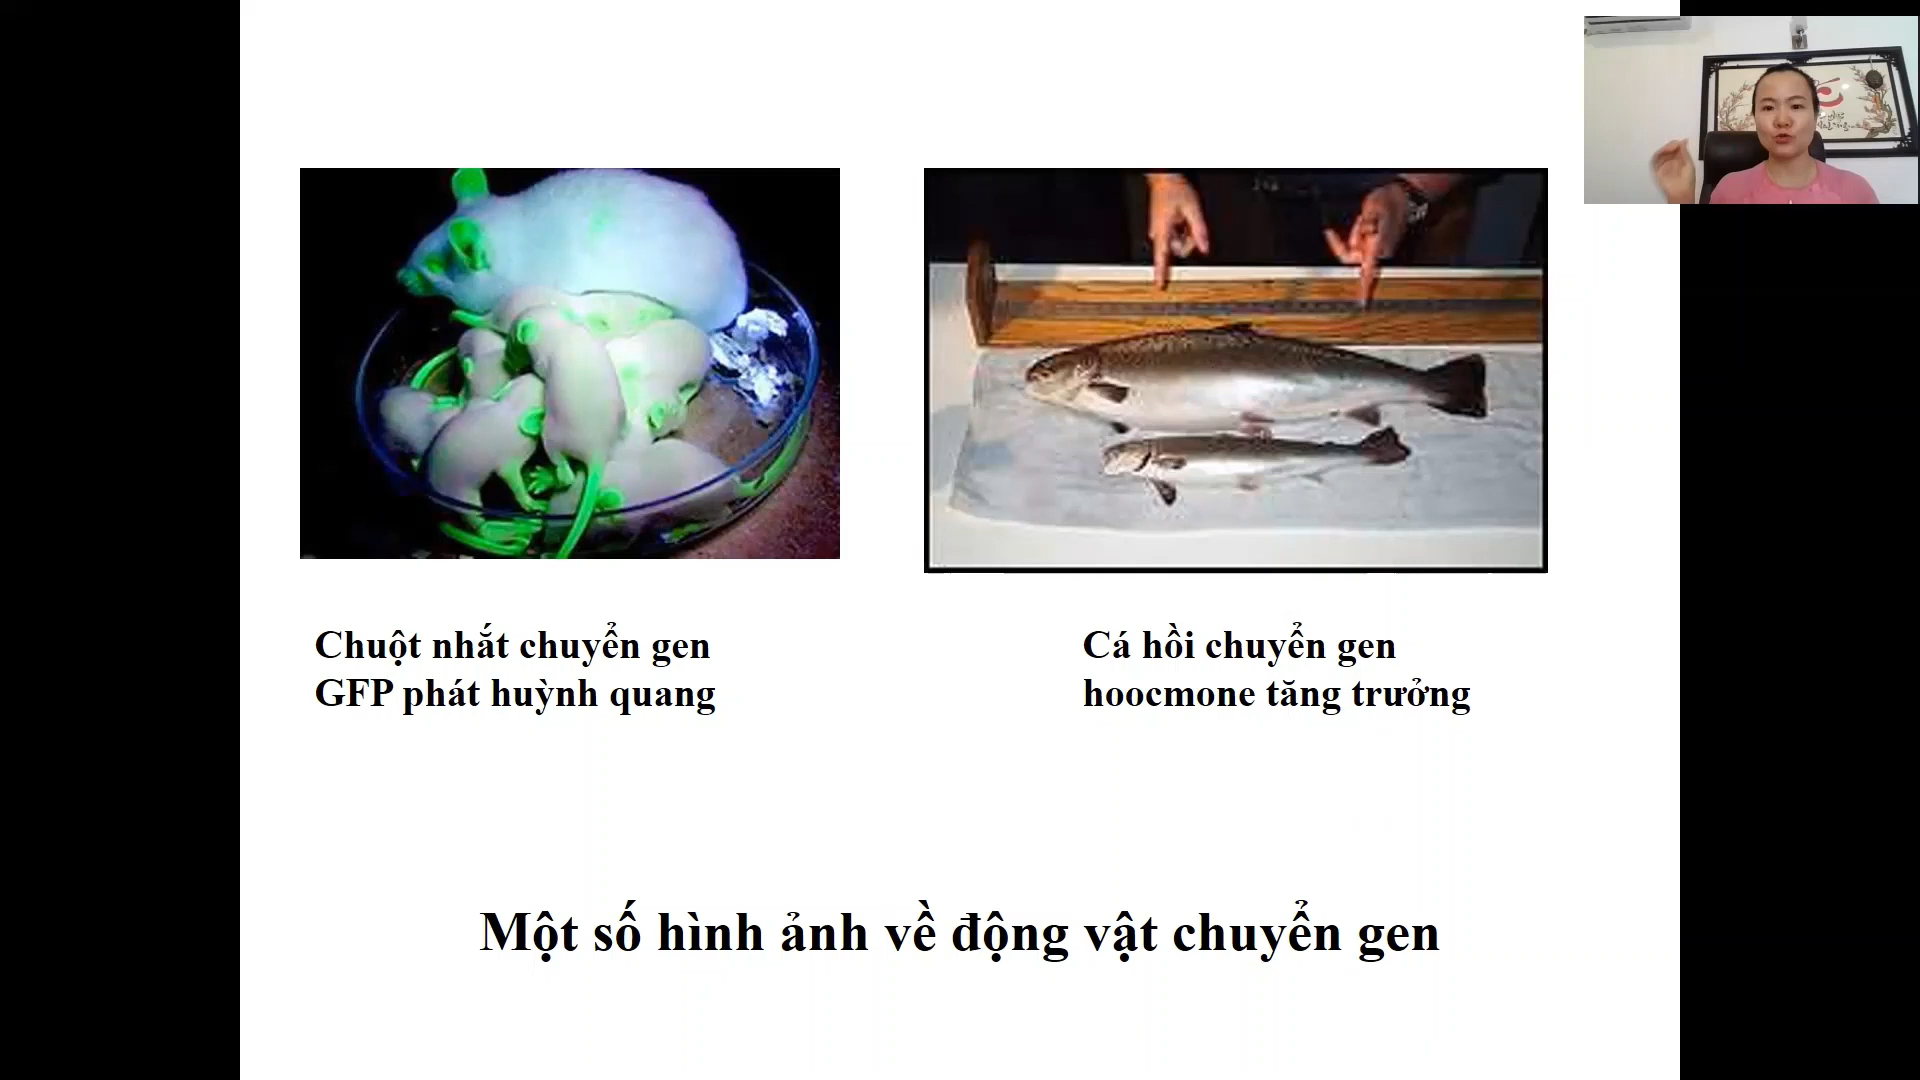 Chuột nhắt chuyển gen
GFP phát huỳnh quang
Cá hồi chuyển gen
hoocmone tăng trưởng
Một số hình ảnh về động vật chuyển gen